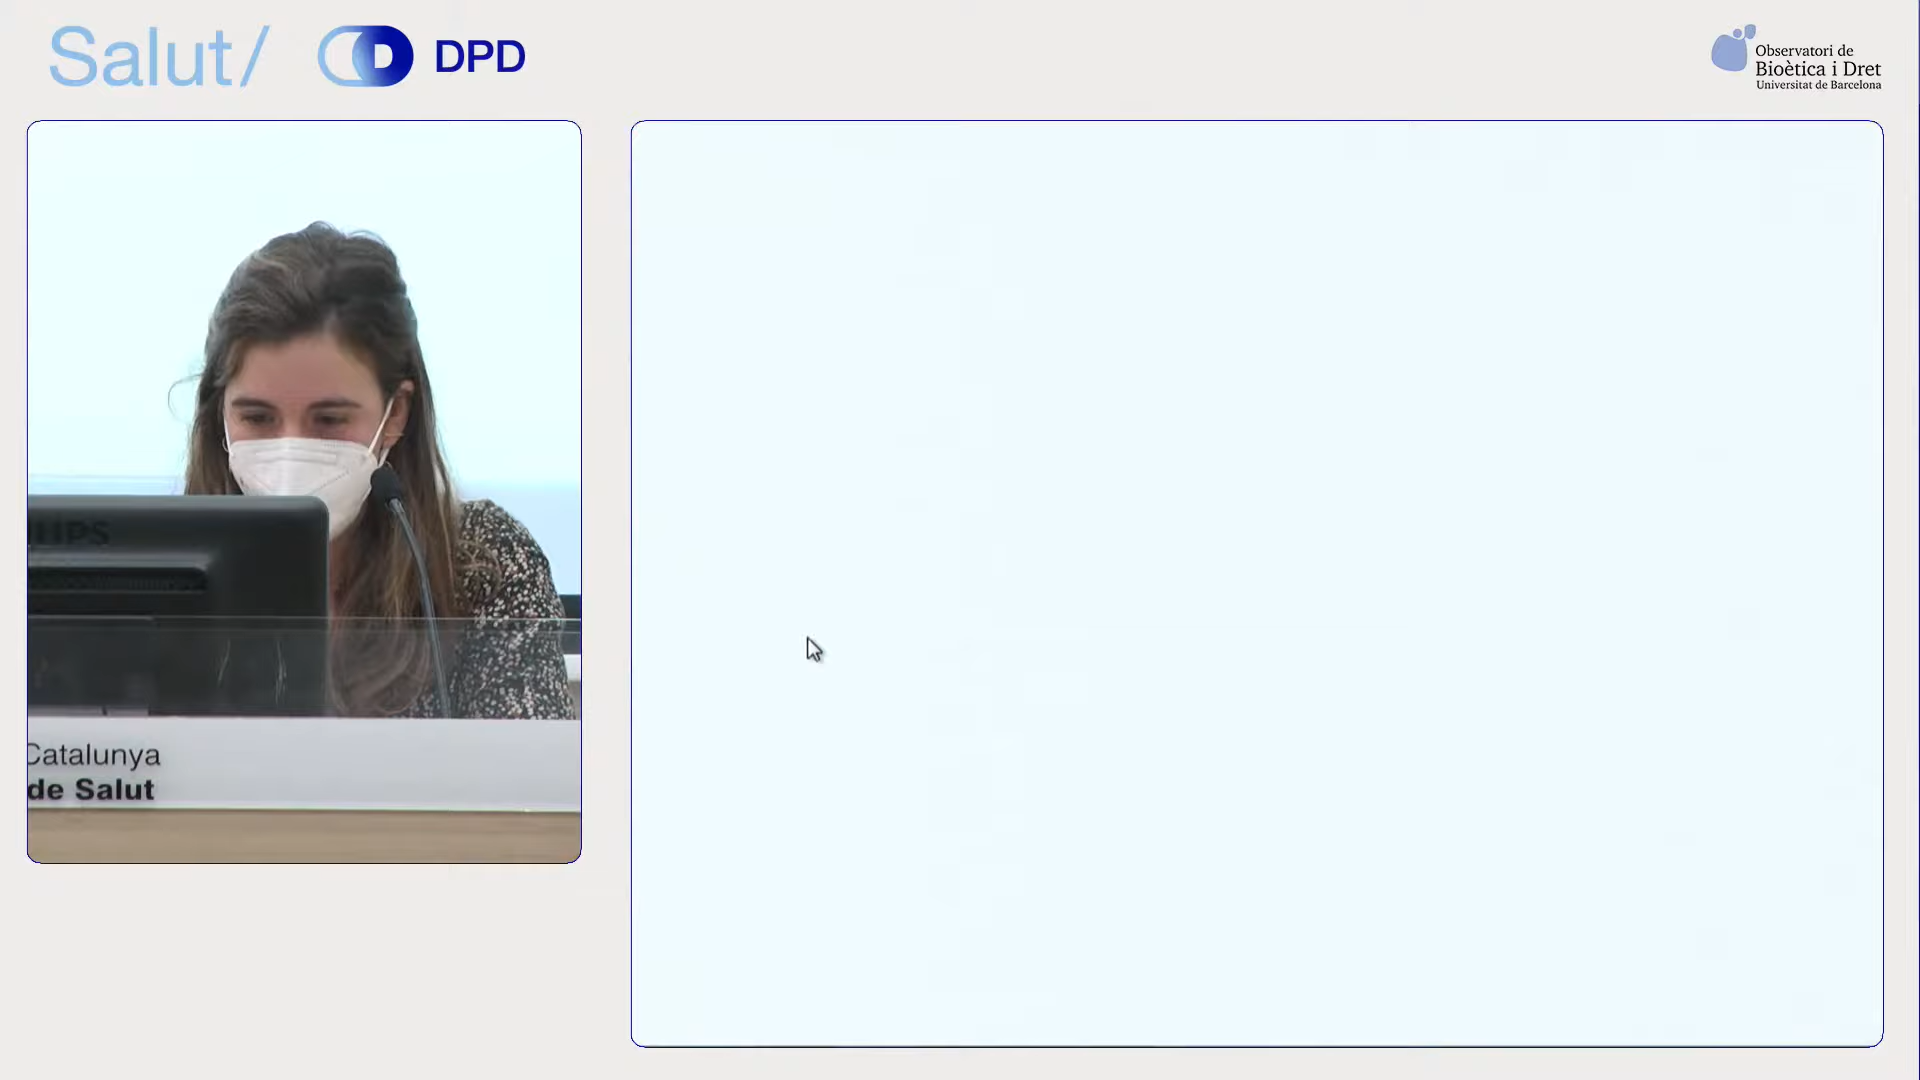 Salut/
DPD
Observatori de
Bioètica i Dret
Universitat de Barcelona
Catalunya
de Salut